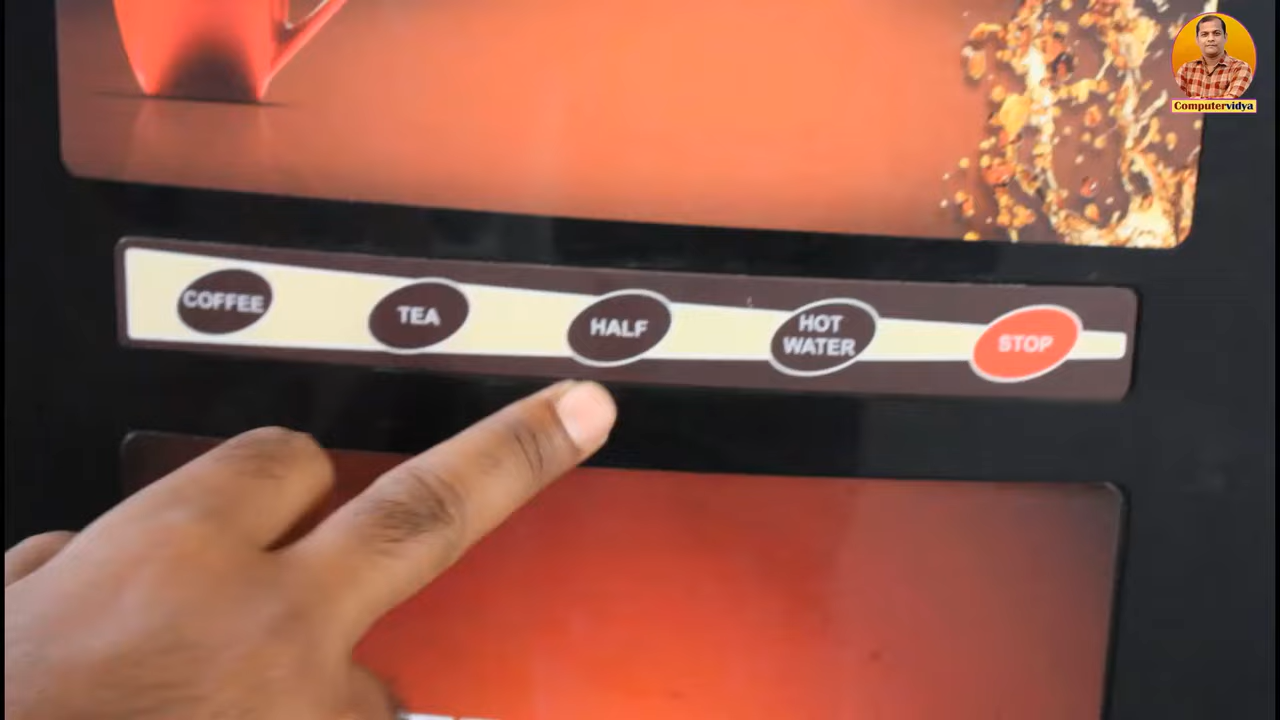 Computervidya
COFFEE
TEA
HALF
HOT
WATER
STOP